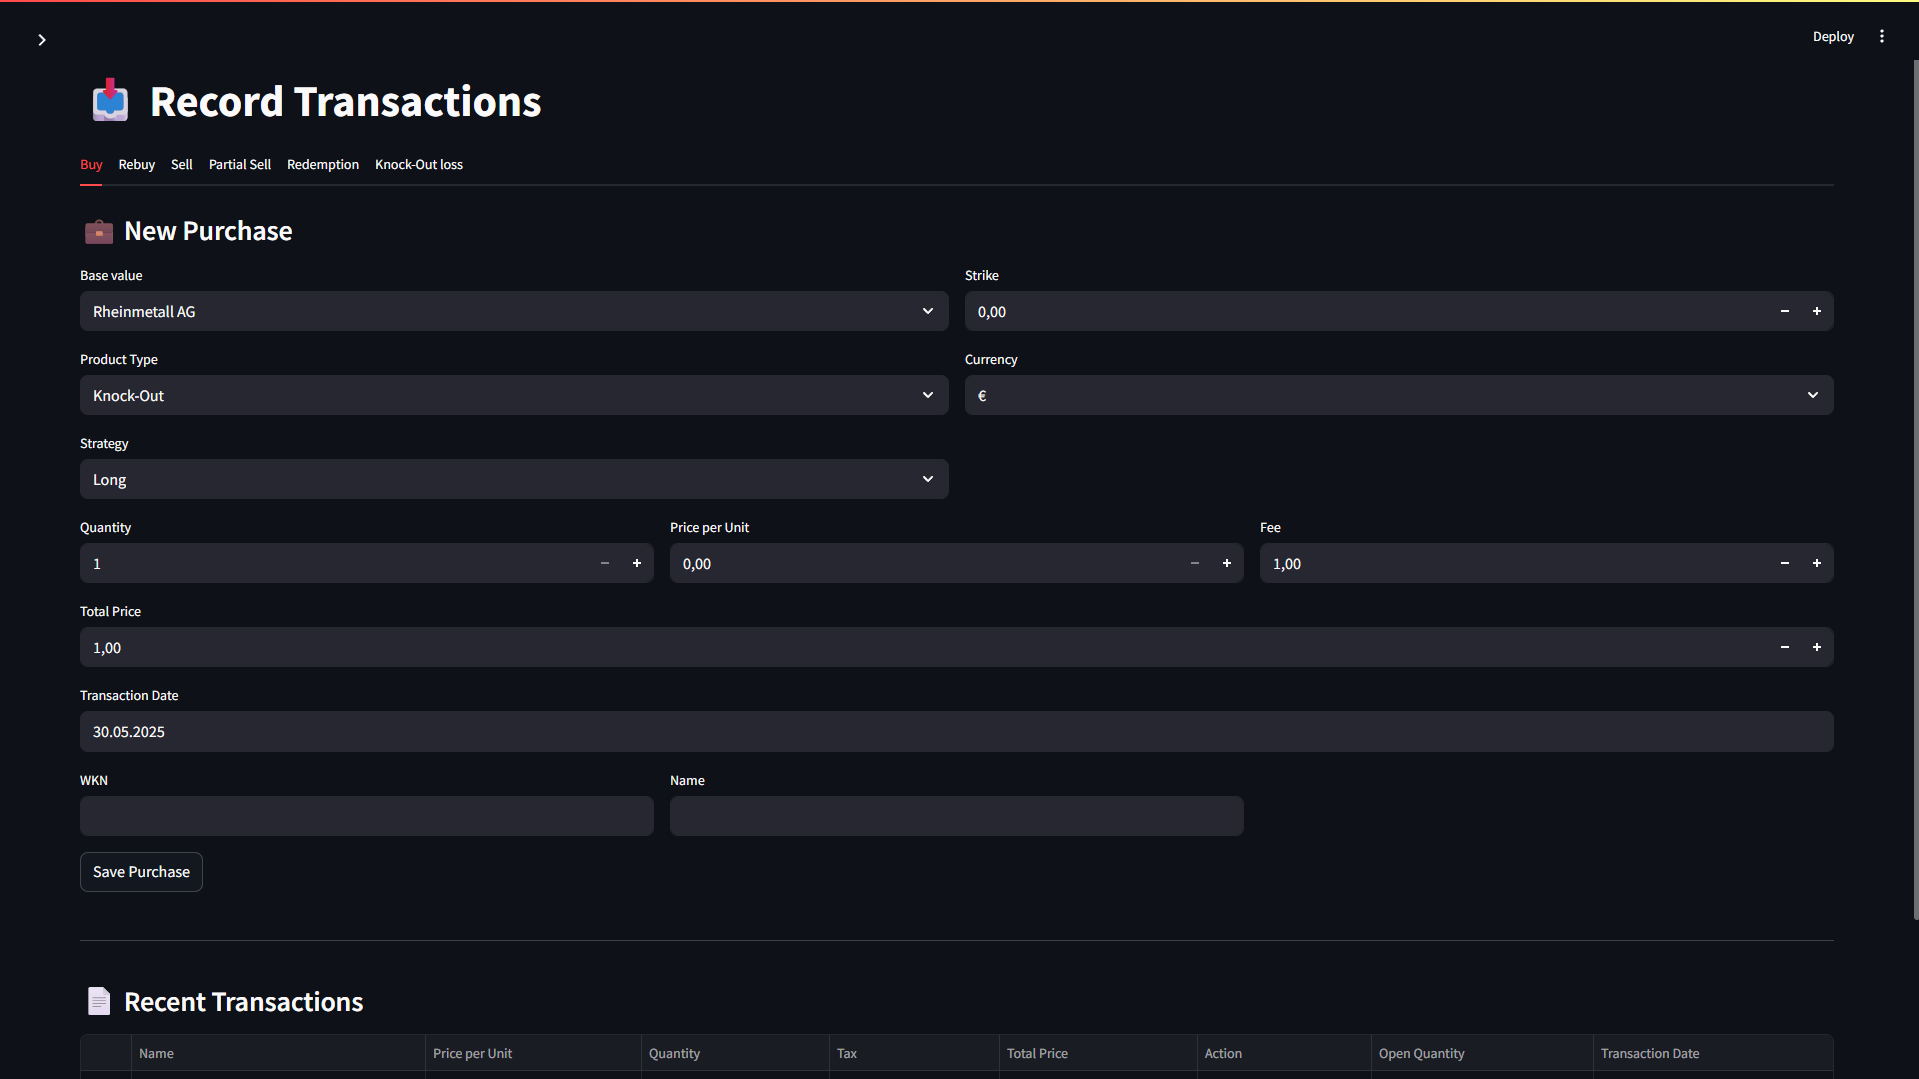 Deploy
Record Transactions
Buy Rebuy Sell Partial Sell Redemption Knock-Out loss
New Purchase
Base value Strike
Rheinmetall AG 0,00
Product Type Currency
Knock-Out €
Strategy
Long
Quantity Price per Unit Fee
1 0,00 1,00
Total Price
1,00
Transaction Date
30.05.2025
WKN Name
Save Purchase
Recent Transactions
Name Price per Unit Quantity Tax Total Price Action Open Quantity Transaction Date